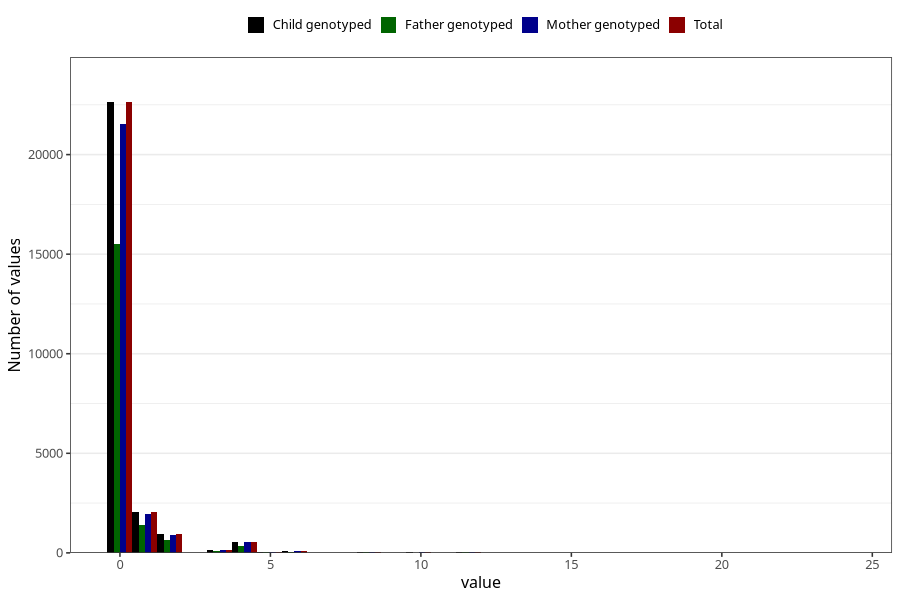 Child genotyped Father genotyped Mother genotyped Total
Number of values
20000
15000
10000
5000
0
0 5 10 15 20 25
value